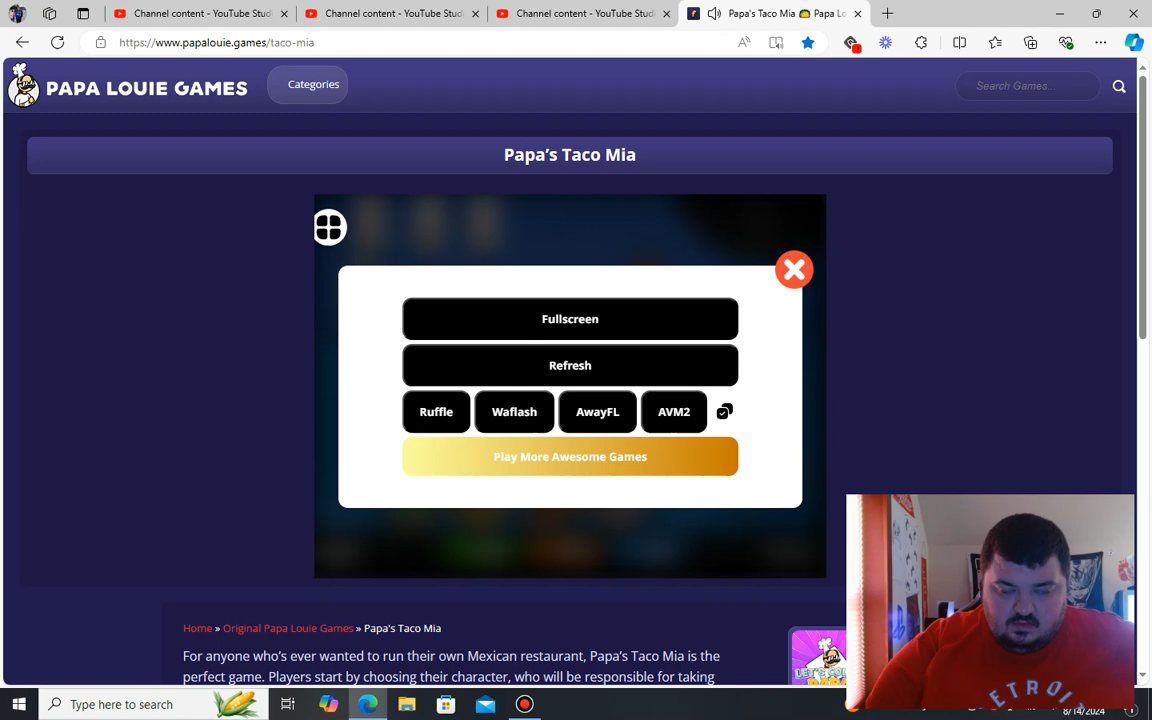 Channel content - YouTube Studi
Channel content - YouTube Studi
Channel content - YouTube Studi
Papa's Taco Mia 🌮 Papa Lo
https://www.papalouie.games/taco-mia
PAPA LOUIE GAMES
Categories
Search Games...
Papa's Taco Mia
Fullscreen
Refresh
Ruffle
Waflash
AwayFL
AVM2
Play More Awesome Games
Home » Original Papa Louie Games » Papa's Taco Mia
For anyone who's ever wanted to run their own Mexican restaurant, Papa's Taco Mia is the
perfect game. Players start by choosing their character, who will be responsible for taking
DETROIT
Type here to search
8/14/2024